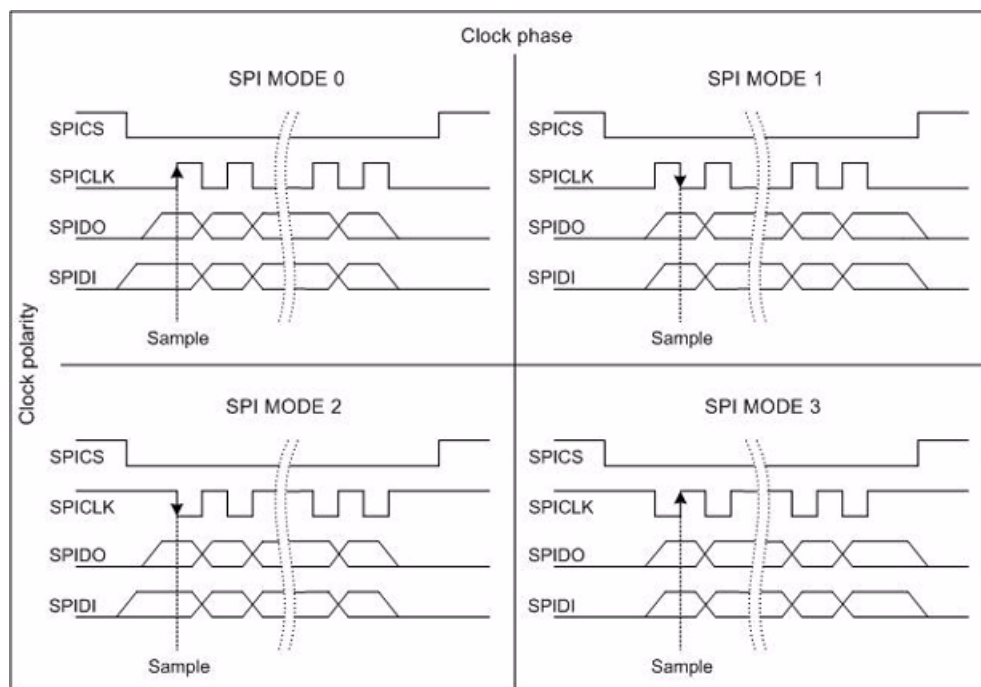 Clock phase
SPI MODE 0
SPICS
SPICLK
SPIDO
SPIDI
Sample
SPI MODE 1
SPICS
SPICLK
SPIDO
SPIDI
Sample
Clock polarity
SPI MODE 2
SPICS
SPICLK
SPIDO
SPIDI
Sample
SPI MODE 3
SPICS
SPICLK
SPIDO
SPIDI
Sample